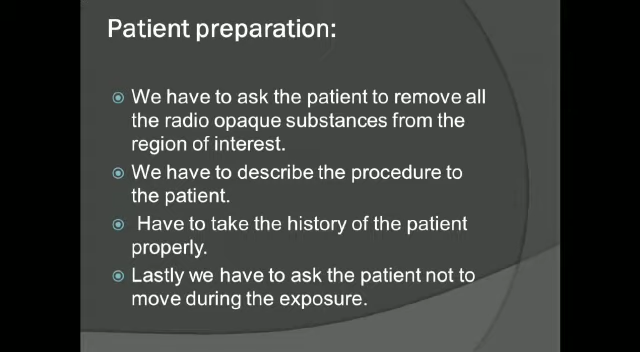 Patient preparation:
We have to ask the patient to remove all
the radio opaque substances from the
region of interest.
We have to describe the procedure to
the patient.
Have to take the history of the patient
properly.
Lastly we have to ask the patient not to
move during the exposure.